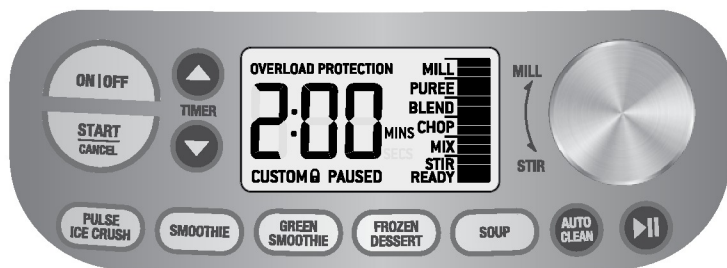 ON|OFF
START
CANCEL
TIMER
OVERLOAD PROTECTION
2:00
MINS
SECS
CUSTOM PAUSED
MILL
PUREE
BLEND
CHOP
MIX
STIR
READY
MILL
STIR
PULSE
ICE CRUSH
SMOOTHIE
GREEN
SMOOTHIE
FROZEN
DESSERT
SOUP
AUTO
CLEAN